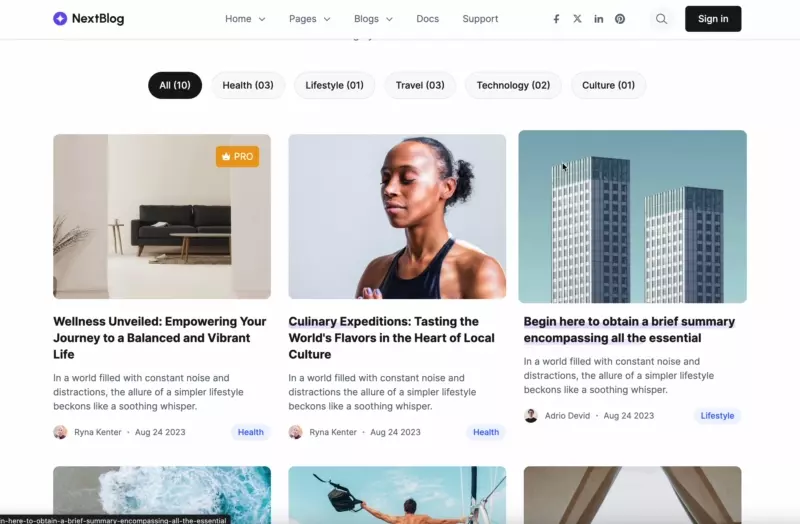 NextBlog
Home
Pages
Blogs
Docs
Support
Sign in
All (10)
Health (03)
Lifestyle (01)
Travel (03)
Technology (02)
Culture (01)
PRO
Wellness Unveiled: Empowering Your
Journey to a Balanced and Vibrant
Life
In a world filled with constant noise and
distractions, the allure of a simpler lifestyle
beckons like a soothing whisper.
Ryna Kenter • Aug 24 2023
Health
Culinary Expeditions: Tasting the
World's Flavors in the Heart of Local
Culture
In a world filled with constant noise and
distractions the allure of a simpler lifestyle
beckons like a soothing whisper.
Ryna Kenter • Aug 24 2023
Health
Begin here to obtain a brief summary
encompassing all the essential
In a world filled with constant noise and
distractions, the allure of a simpler lifestyle
beckons like a soothing whisper.
Adrio Devid • Aug 24 2023
Lifestyle
n-here-to-obtain-a-brief-summary-encompassing-all-the-essential